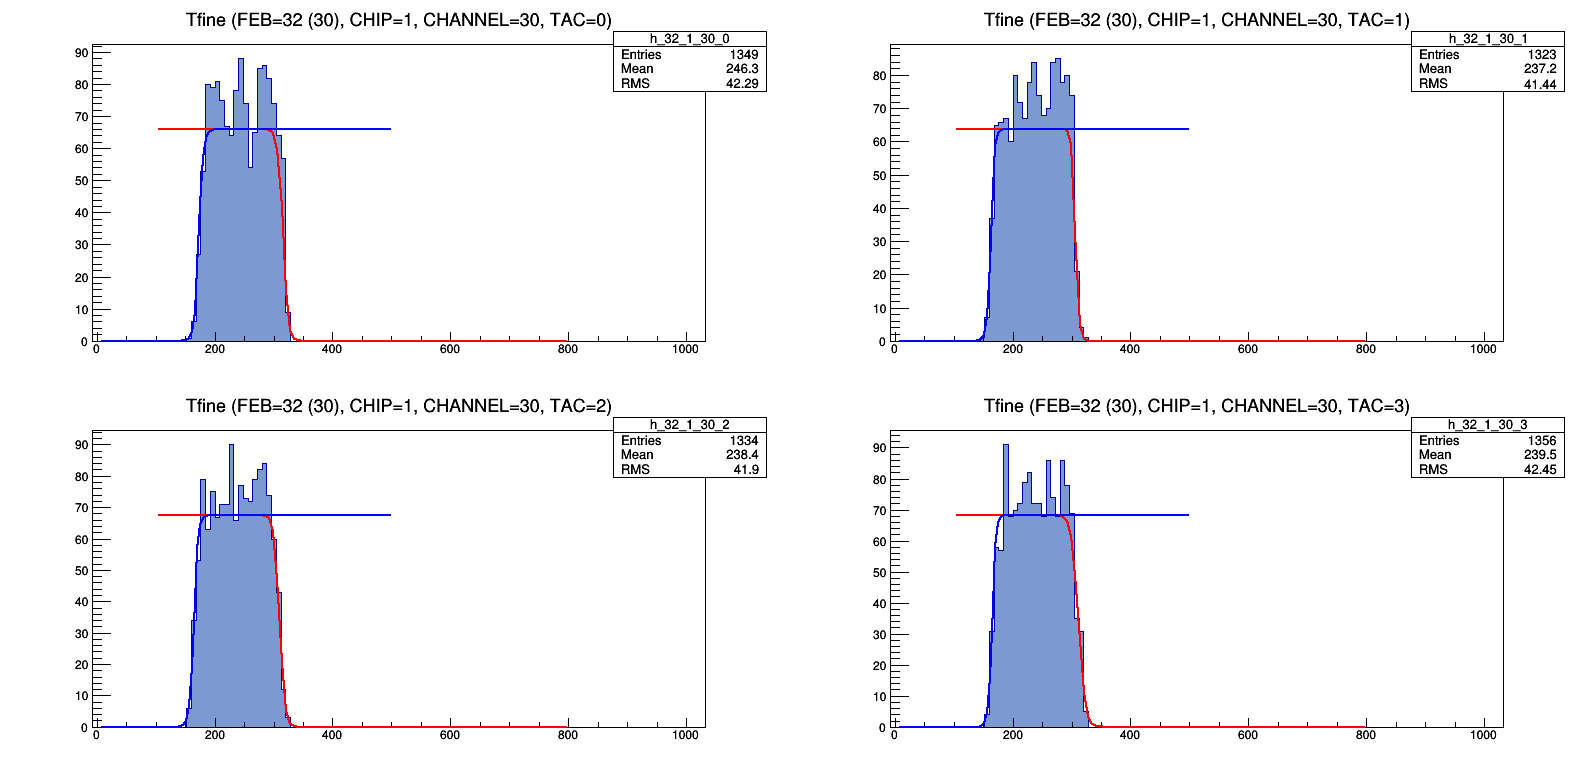 Tfine (FEB=32 (30), CHIP=1, CHANNEL=30, TAC=0)
h_32_1_30_0
Entries 1349
Mean 246.3
RMS 42.29
90
80
70
60
50
40
30
20
10
0
0 200 400 600 800 1000
Tfine (FEB=32 (30), CHIP=1, CHANNEL=30, TAC=1)
h_32_1_30_1
Entries 1323
Mean 237.2
RMS 41.44
80
70
60
50
40
30
20
10
0
0 200 400 600 800 1000
Tfine (FEB=32 (30), CHIP=1, CHANNEL=30, TAC=2)
h_32_1_30_2
Entries 1334
Mean 238.4
RMS 41.9
90
80
70
60
50
40
30
20
10
0
0 200 400 600 800 1000
Tfine (FEB=32 (30), CHIP=1, CHANNEL=30, TAC=3)
h_32_1_30_3
Entries 1356
Mean 239.5
RMS 42.45
90
80
70
60
50
40
30
20
10
0
0 200 400 600 800 1000